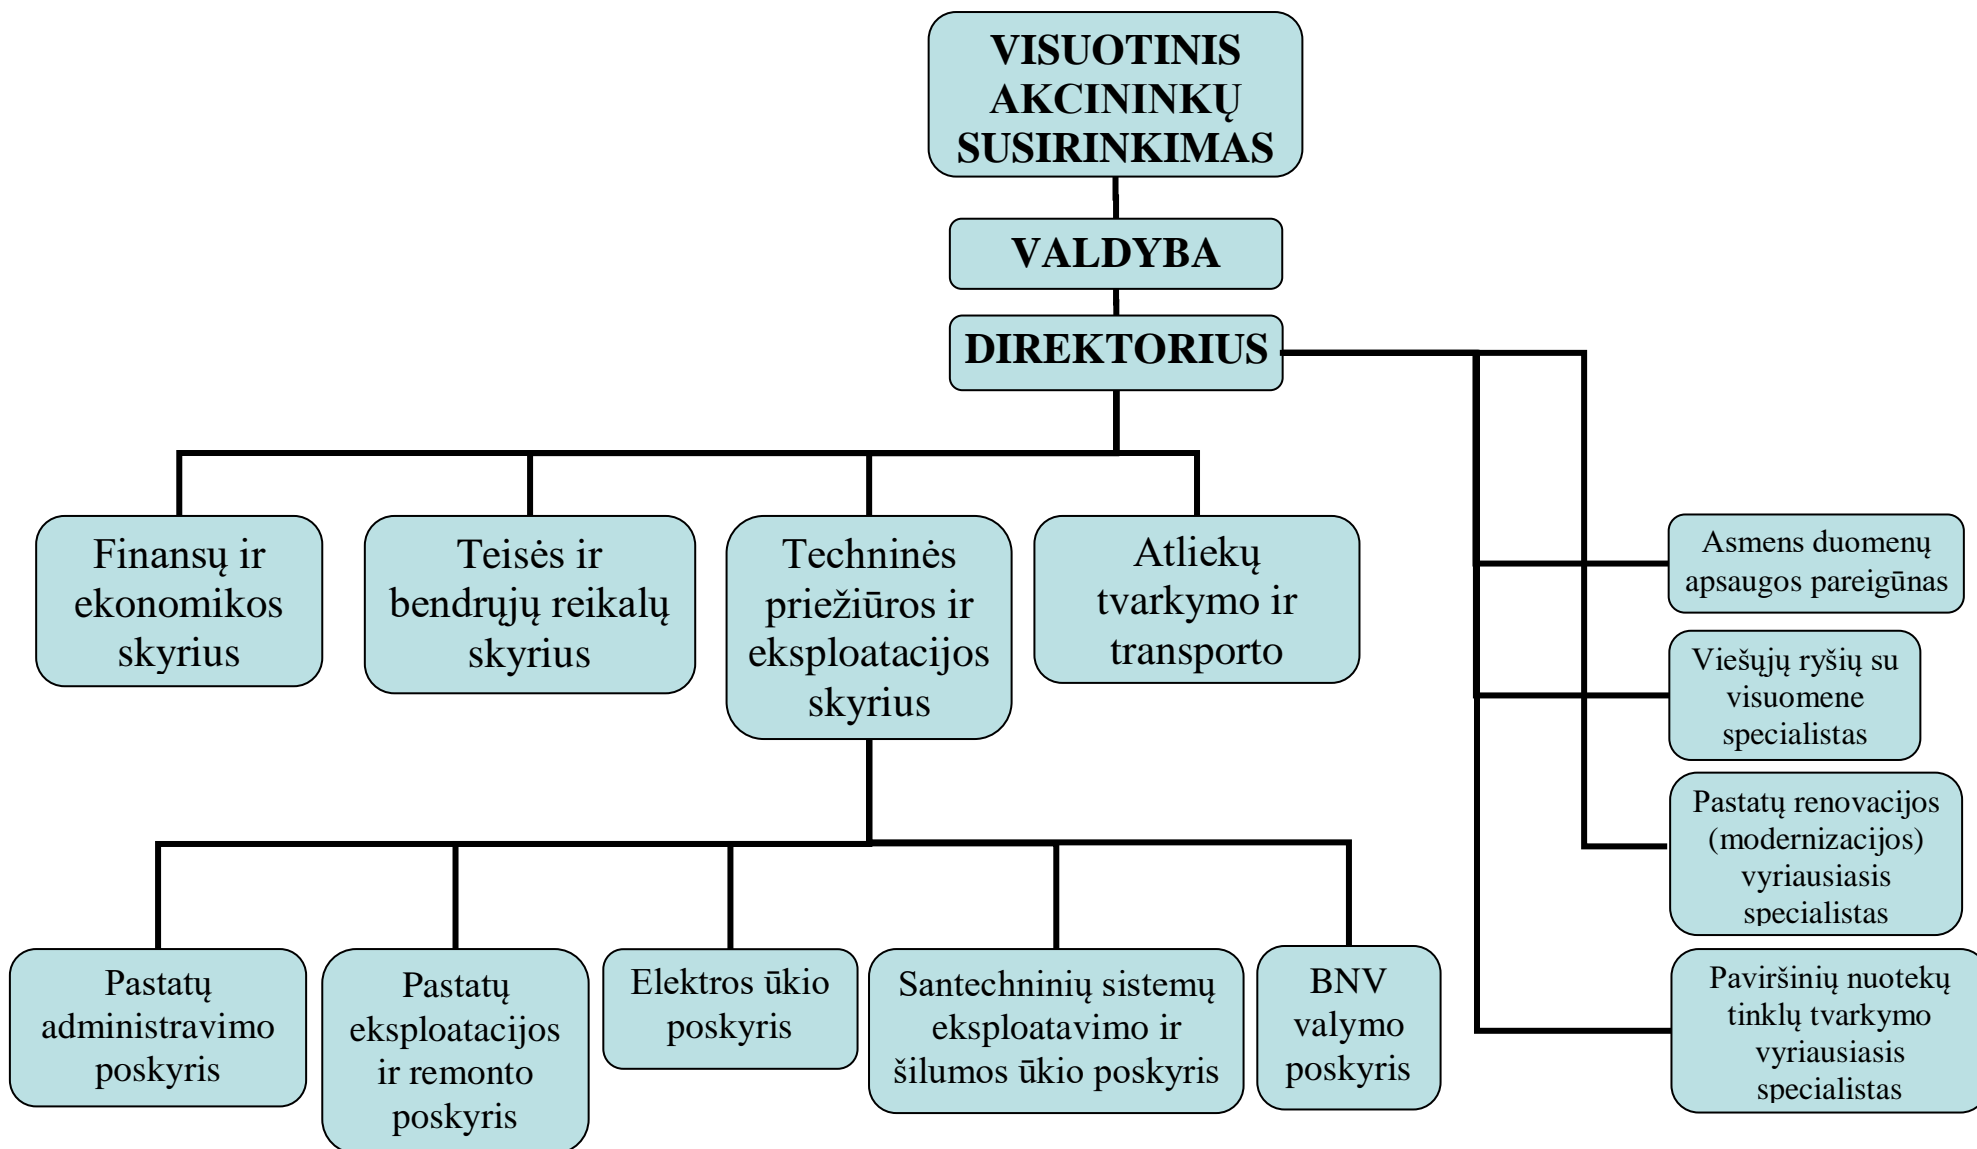 VISUOTINIS
AKCININKŲ
SUSIRINKIMAS
VALDYBA
DIREKTORIUS
Finansų ir
ekonomikos
skyrius
Teisės ir
bendrųjų reikalų
skyrius
Techninės
priežiūros ir
eksploatacijos
skyrius
Atliekų
tvarkymo ir
transporto
Asmens duomenų
apsaugos pareigūnas
Viešųjų ryšių su
visuomene
specialistas
Pastatų renovacijos
(modernizacijos)
vyriausiasis
specialistas
Paviršinių nuotekų
tinklų tvarkymo
vyriausiasis
specialistas
Pastatų
administravimo
poskyris
Pastatų
eksploatacijos
ir remonto
poskyris
Elektros ūkio
poskyris
Santechninių sistemų
eksploatavimo ir
šilumos ūkio poskyris
BNV
valymo
poskyris